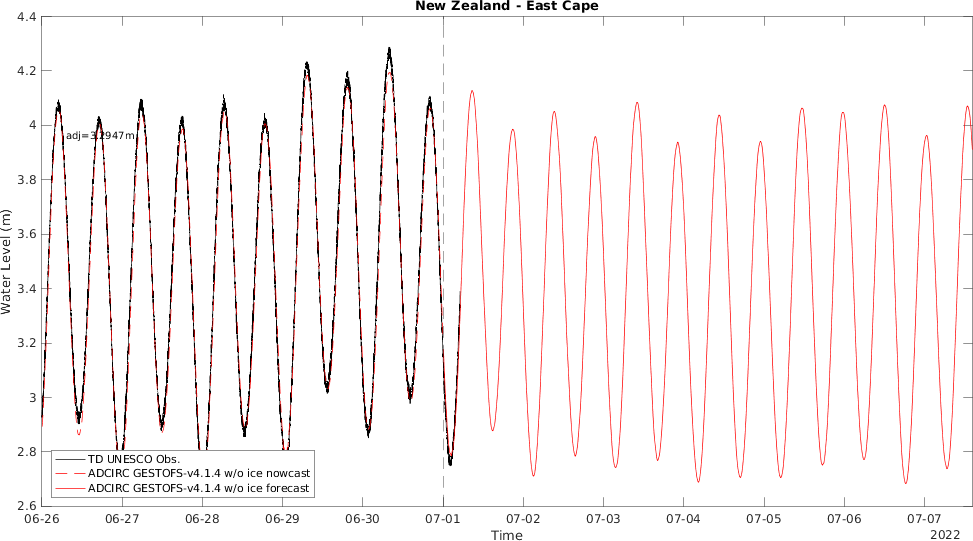 New Zealand - East Cape
4.4
4.2
4
3.8
3.6
3.4
3.2
3
2.8
2.6
Water Level (m)
adj=3.2947m
TD UNESCO Obs.
ADCIRC GESTOFS-v4.1.4 w/o ice nowcast
ADCIRC GESTOFS-v4.1.4 w/o ice forecast
06-26 06-27 06-28 06-29 06-30 07-01 07-02 07-03 07-04 07-05 07-06 07-07
Time
2022